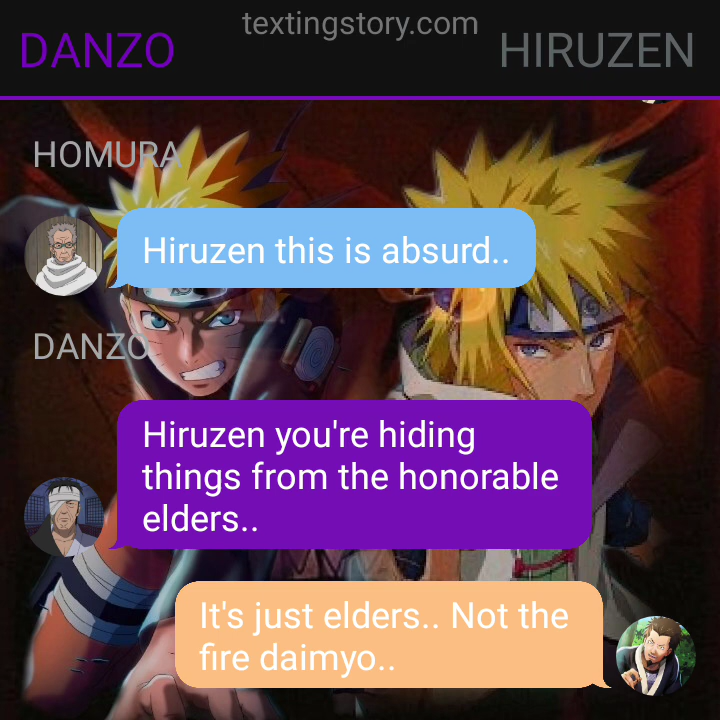 textingstory.com
DANZO
HIRUZEN
HOMURA
Hiruzen this is absurd..
DANZO
Hiruzen you're hiding
things from the honorable
elders..
It's just elders.. Not the
fire daimyo..